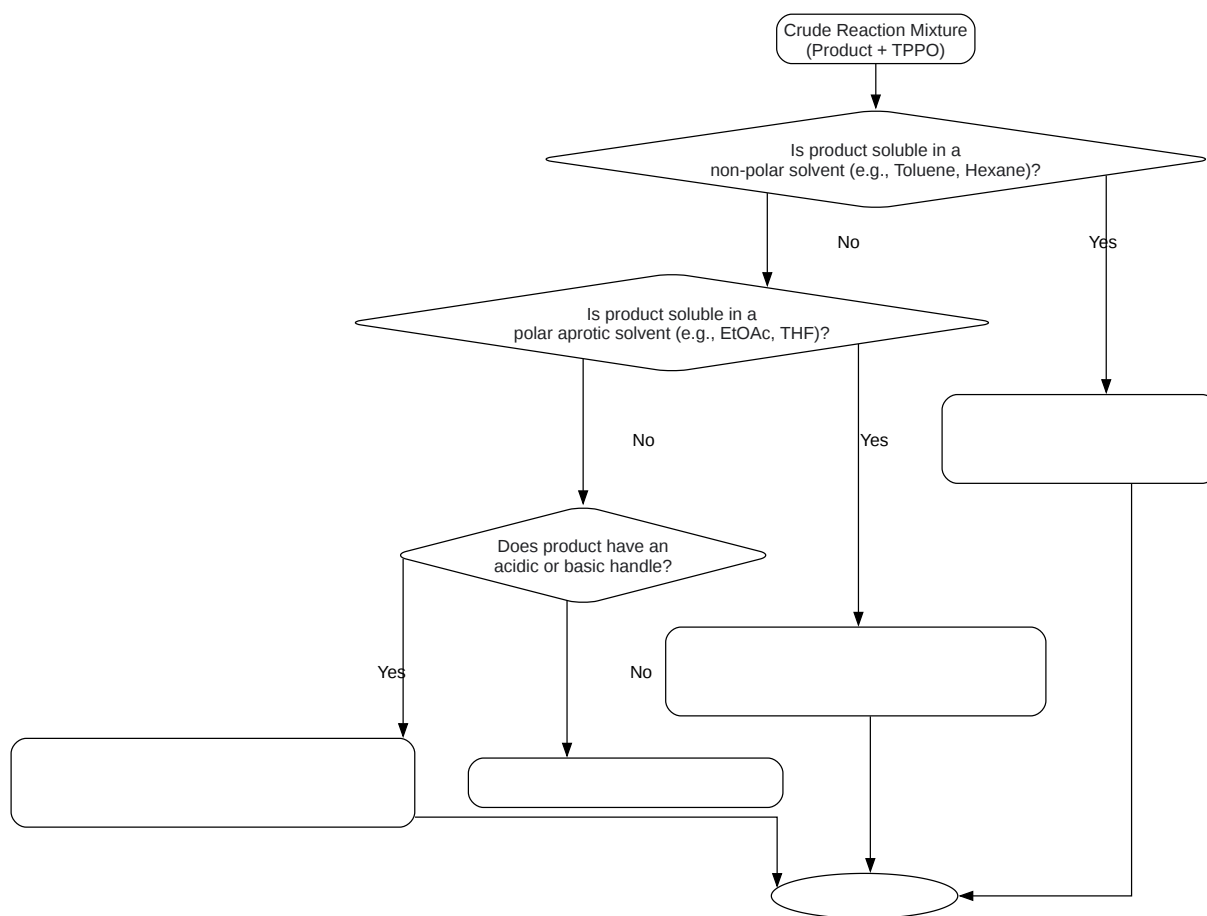 Crude Reaction Mixture
(Product + TPPO)
Is product soluble in a
non-polar solvent (e.g., Toluene, Hexane)?
No
Yes
Is product soluble in a
polar aprotic solvent (e.g., EtOAc, THF)?
No
Yes
Does product have an
acidic or basic handle?
Yes
No